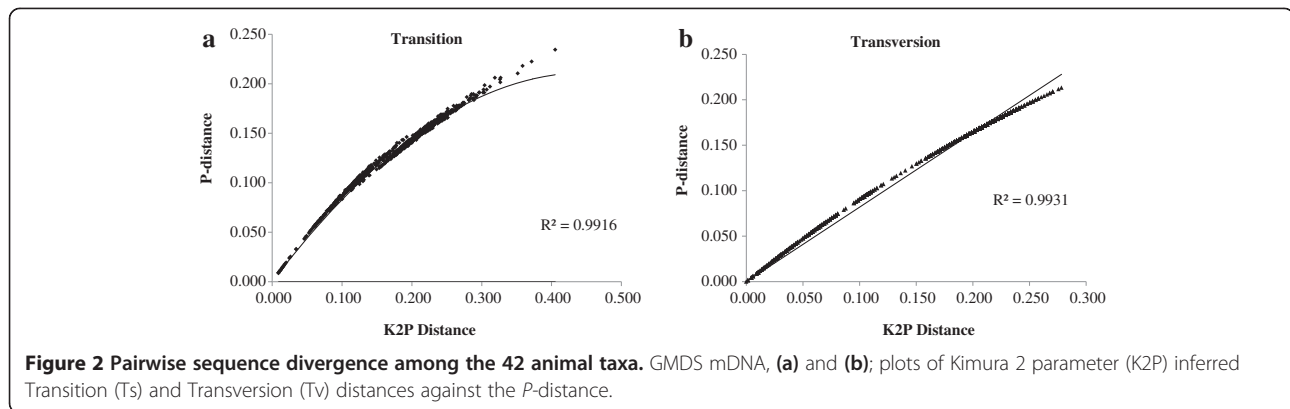 a
Transition
0.250
0.200
0.150
0.100
0.050
0.000
P-distance
R² = 0.9916
0.000 0.100 0.200 0.300 0.400 0.500
K2P Distance
b
Transversion
0.250
0.200
0.150
0.100
0.050
0.000
P-distance
R² = 0.9931
0.000 0.050 0.100 0.150 0.200 0.250 0.300
K2P Distance
Figure 2 Pairwise sequence divergence among the 42 animal taxa. GMDS mDNA, (a) and (b); plots of Kimura 2 parameter (K2P) inferred
Transition (Ts) and Transversion (Tv) distances against the P-distance.